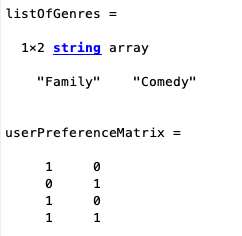 listOfGenres =
1×2 string array
"Family" "Comedy"
userPreferenceMatrix =
1 0
0 1
1 0
1 1